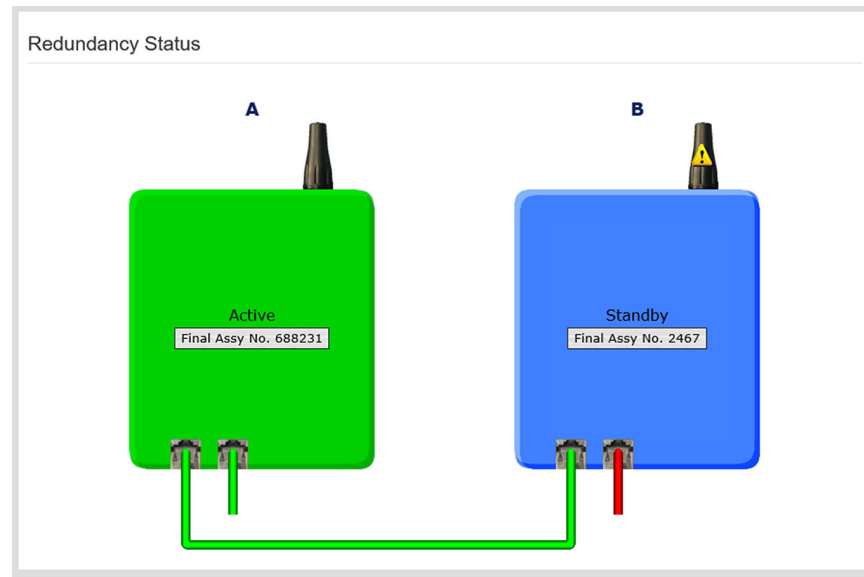 Redundancy Status
A
B
Active
Final Assy No. 688231
Standby
Final Assy No. 2467